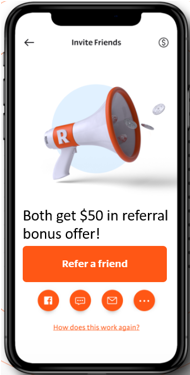 Invite Friends
R
Both get $50 in referral
bonus offer!
Refer a friend
How does this work again?